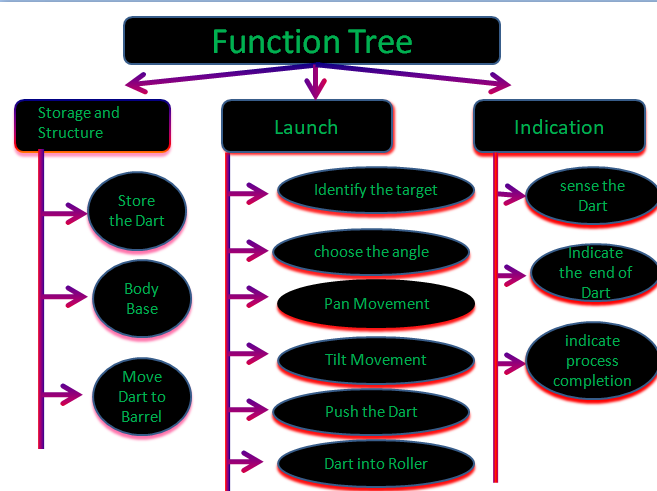 Function Tree
Storage and
Structure
Store
the Dart
Body
Base
Move
Dart to
Barrel
Launch
Identify the target
choose the angle
Pan Movement
Tilt Movement
Push the Dart
Dart into Roller
Indication
sense the
Dart
Indicate
the end of
Dart
indicate
process
completion